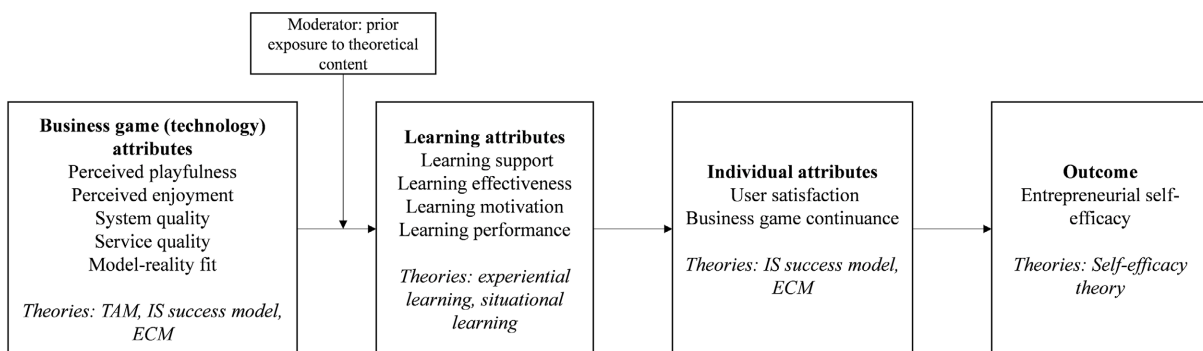 Moderator: prior
exposure to theoretical
content
Business game (technology)
attributes
Perceived playfulness
Perceived enjoyment
System quality
Service quality
Model-reality fit
Theories: TAM, IS success model,
ECM
Learning attributes
Learning support
Learning effectiveness
Learning motivation
Learning performance
Theories: experiential
learning, situational
learning
Individual attributes
User satisfaction
Business game continuance
Theories: IS success model,
ECM
Outcome
Entrepreneurial self-
efficacy
Theories: Self-efficacy
theory